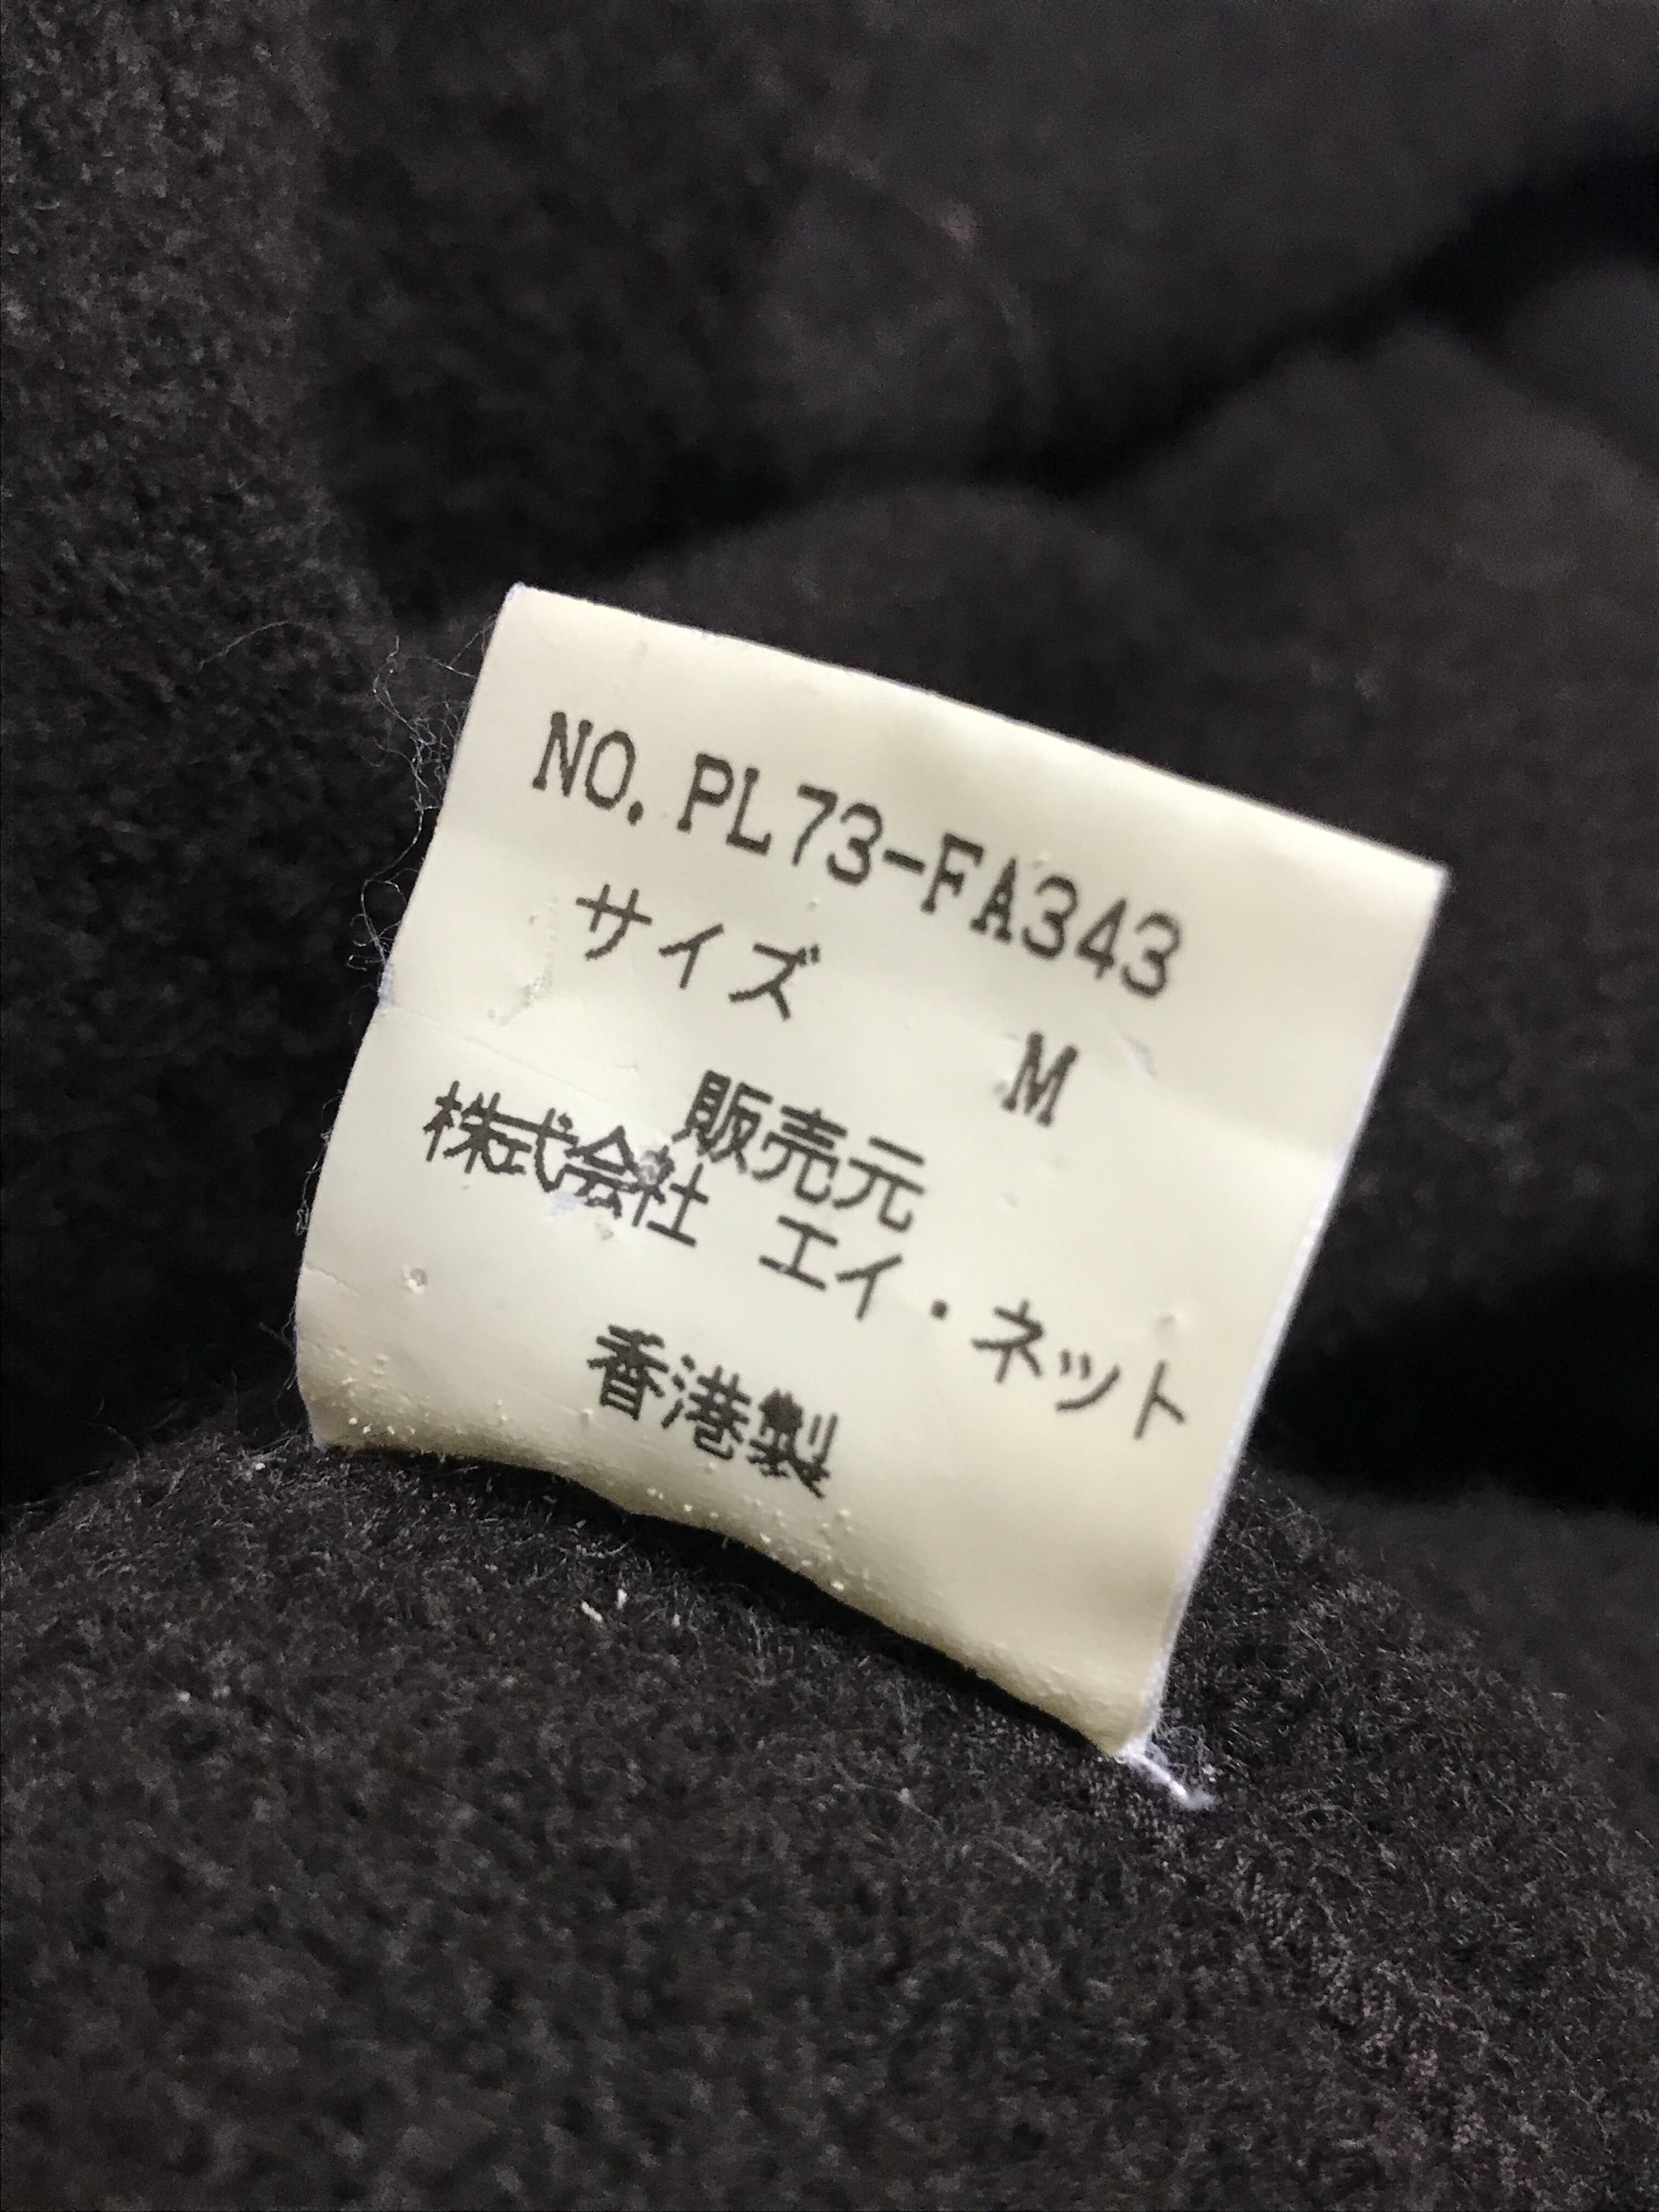 NO. PL73-FA343
サイズ M
販売元
株式会社 エイ・ネット
香港製